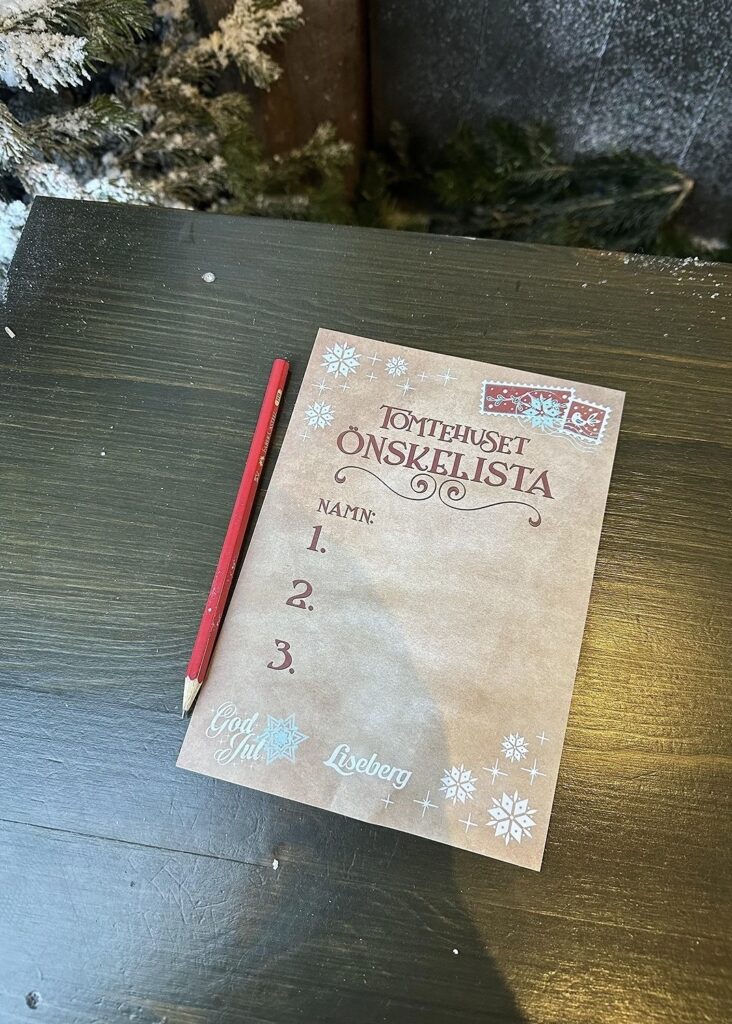 TOMTEHUSET
ÖNSKELISTA
NAMN:
1.
2.
3.
God
Jul
Liseberg